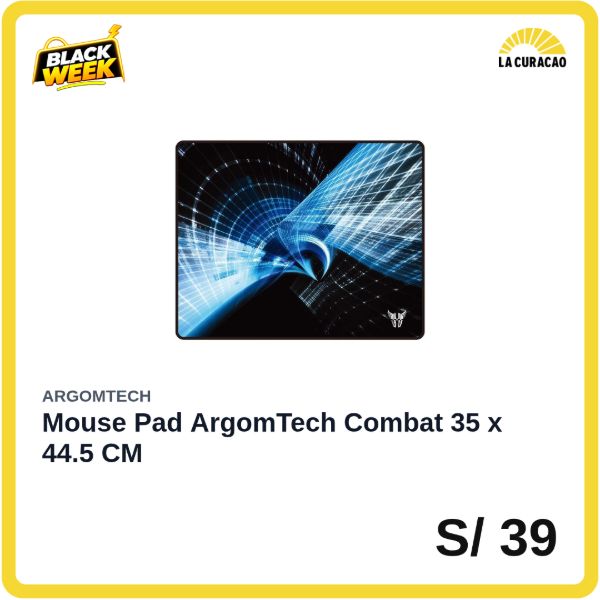 BLACK
WEEK
LA CURACAO
ARGOMTECH
Mouse Pad ArgomTech Combat 35 x
44.5 CM
S/ 39